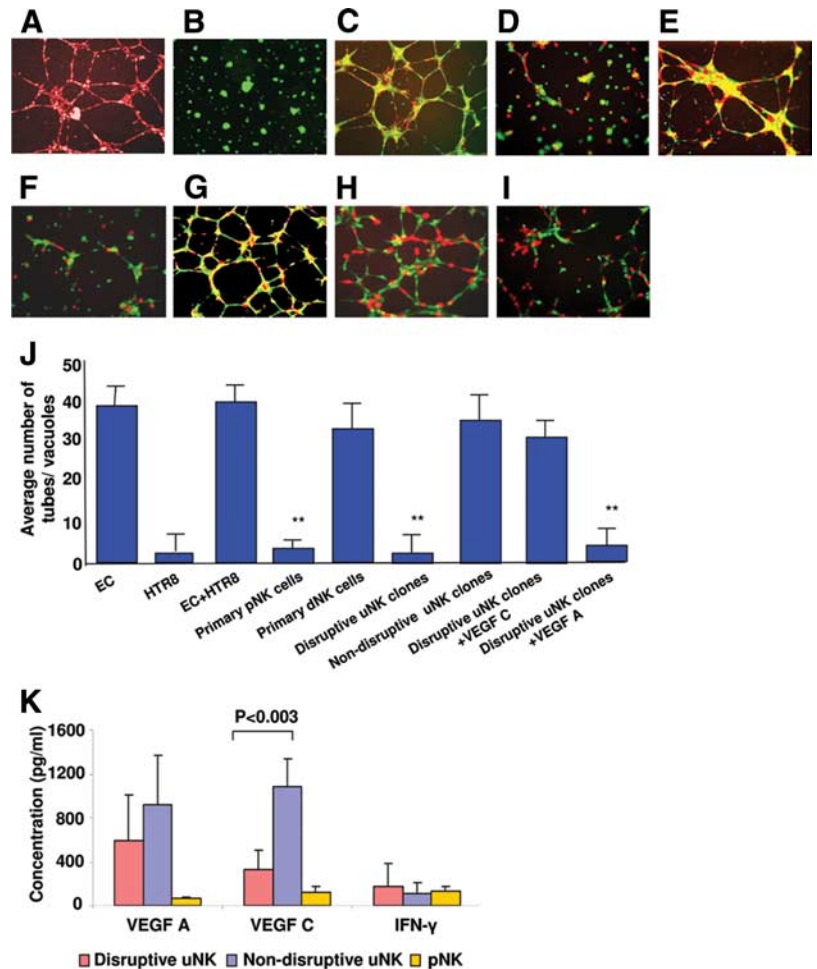 A B C D E
F G H I
J
Average number of
tubes/ vacuoles
50
40
30
20
10
0
** ** **
EC
HTR8
EC+HTR8
Primary pNK cells
Primary dNK cells
Disruptive uNK clones
Non-disruptive uNK clones
Disruptive uNK clones
+VEGF C
Disruptive uNK clones
+VEGF A
K
P<0.003
Concentration (pg/ml)
1600
1200
800
400
0
VEGF A VEGF C IFN-γ
Disruptive uNK Non-disruptive uNK pNK